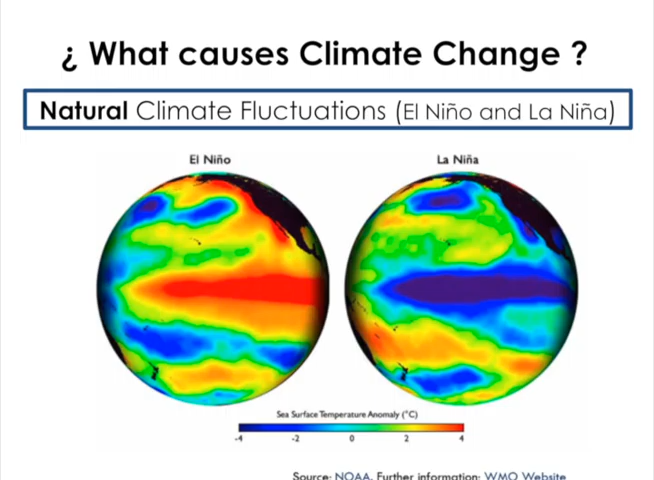 ¿ What causes Climate Change ?
Natural Climate Fluctuations (El Niño and La Niña)
El Niño La Niña
Sea Surface Temperature Anomaly (°C)
-4 -2 0 2 4
Source: NOAA. Further information: WMO Website